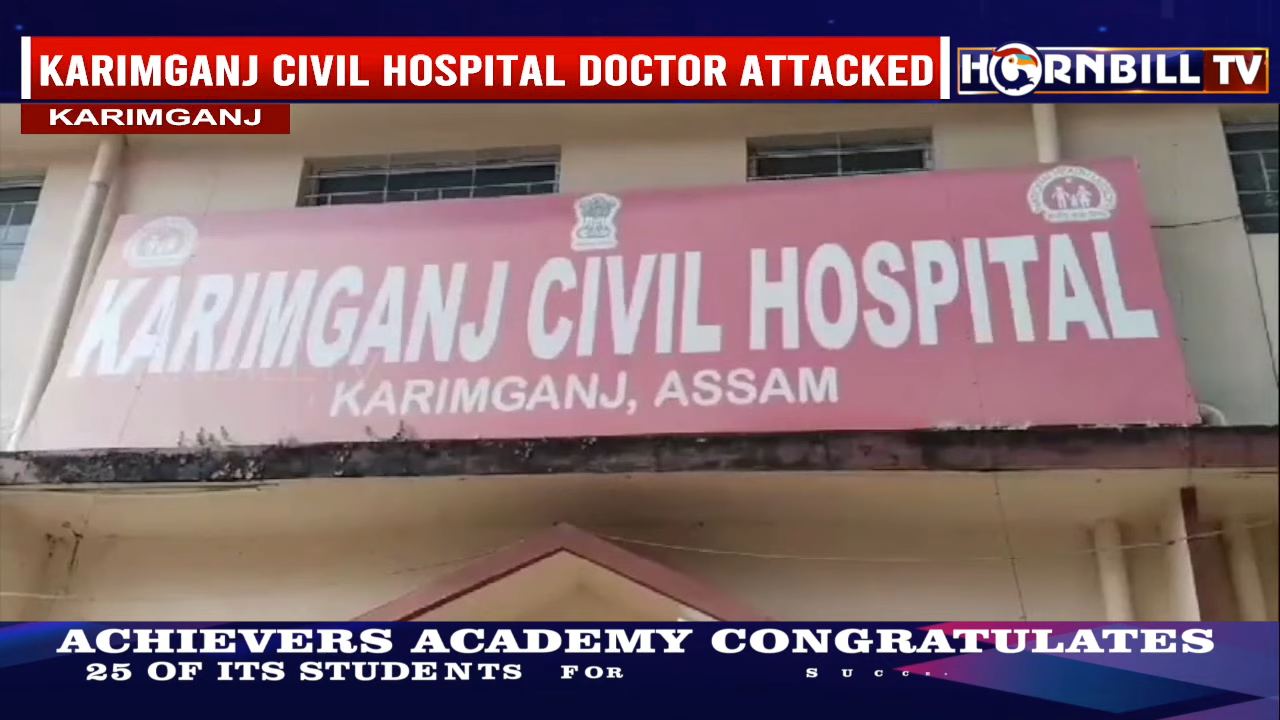 KARIMGANJ CIVIL HOSPITAL DOCTOR ATTACKED
HORNBILL TV
KARIMGANJ
KARIMGANJ CIVIL HOSPITAL
KARIMGANJ, ASSAM
ACHIEVERS ACADEMY CONGRATULATES
25 OF ITS STUDENTS FOR